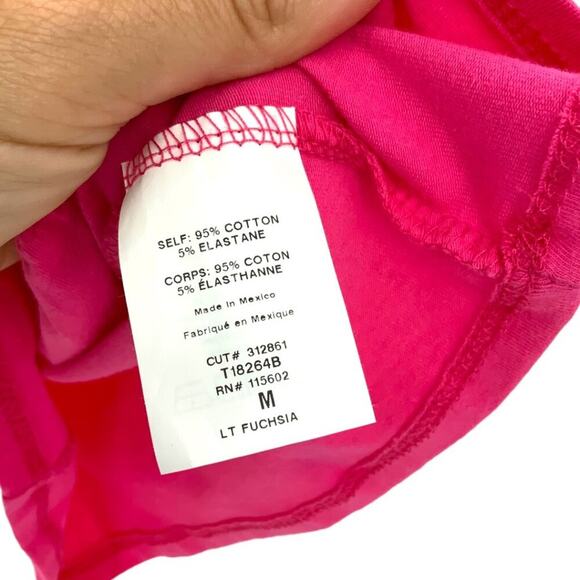 SELF: 95% COTTON
5% ELASTANE
CORPS: 95% COTON
5% ÉLASTHANNE
Made in Mexico
Fabriqué en Mexique
CUT# 312861
T18264B
RN# 115602
M
LT FUCHSIA